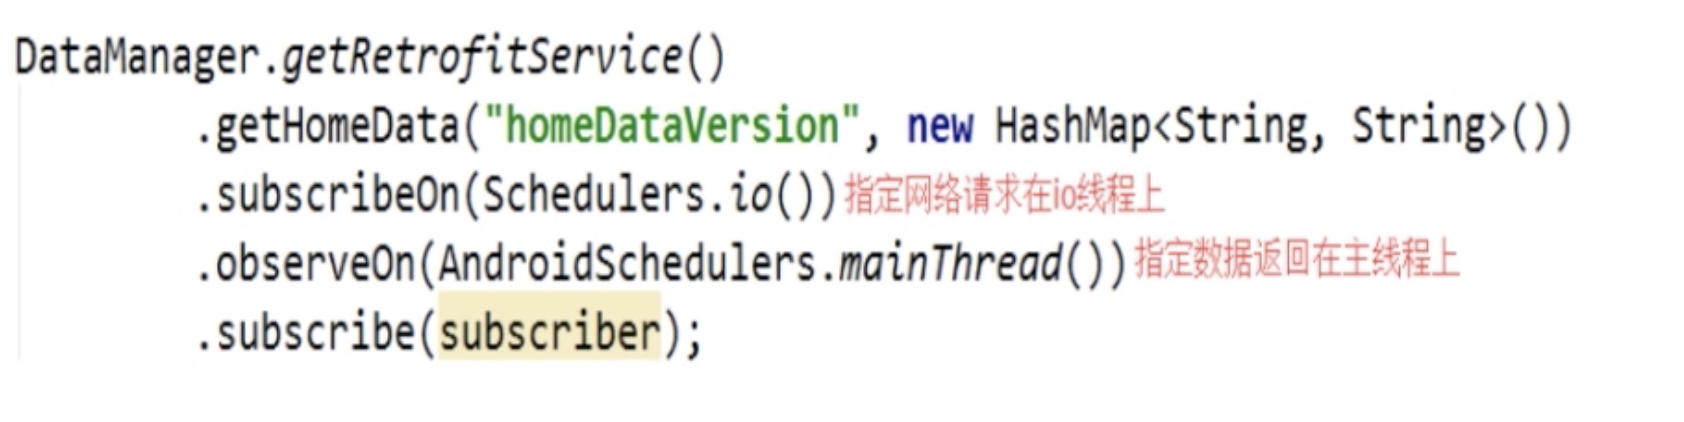 DataManager.getRetrofitService()
.getHomeData("homeDataVersion", new HashMap<String, String>())
.subscribeOn(Schedulers.io()) 指定网络请求在io线程上
.observeOn(AndroidSchedulers.mainThread()) 指定数据返回在主线程上
.subscribe(subscriber);